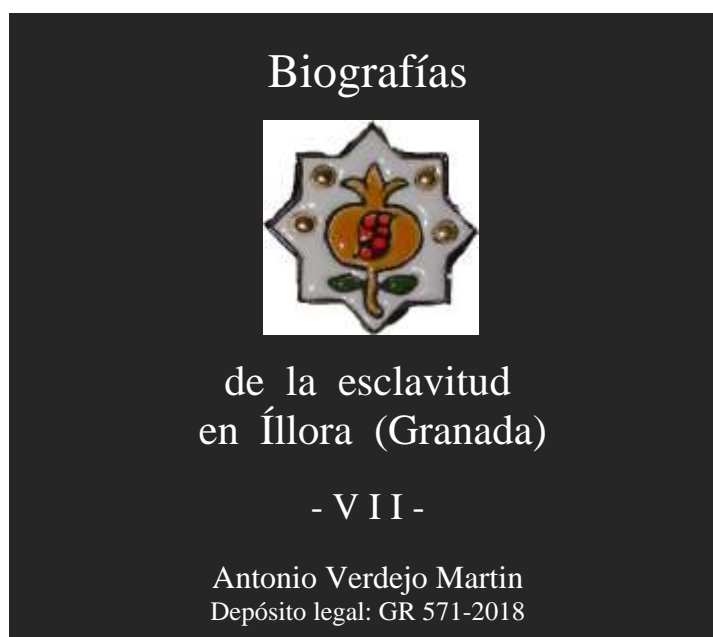 Biografías
de la esclavitud
en Íllora (Granada)
- V I I -
Antonio Verdejo Martin
Depósito legal: GR 571-2018